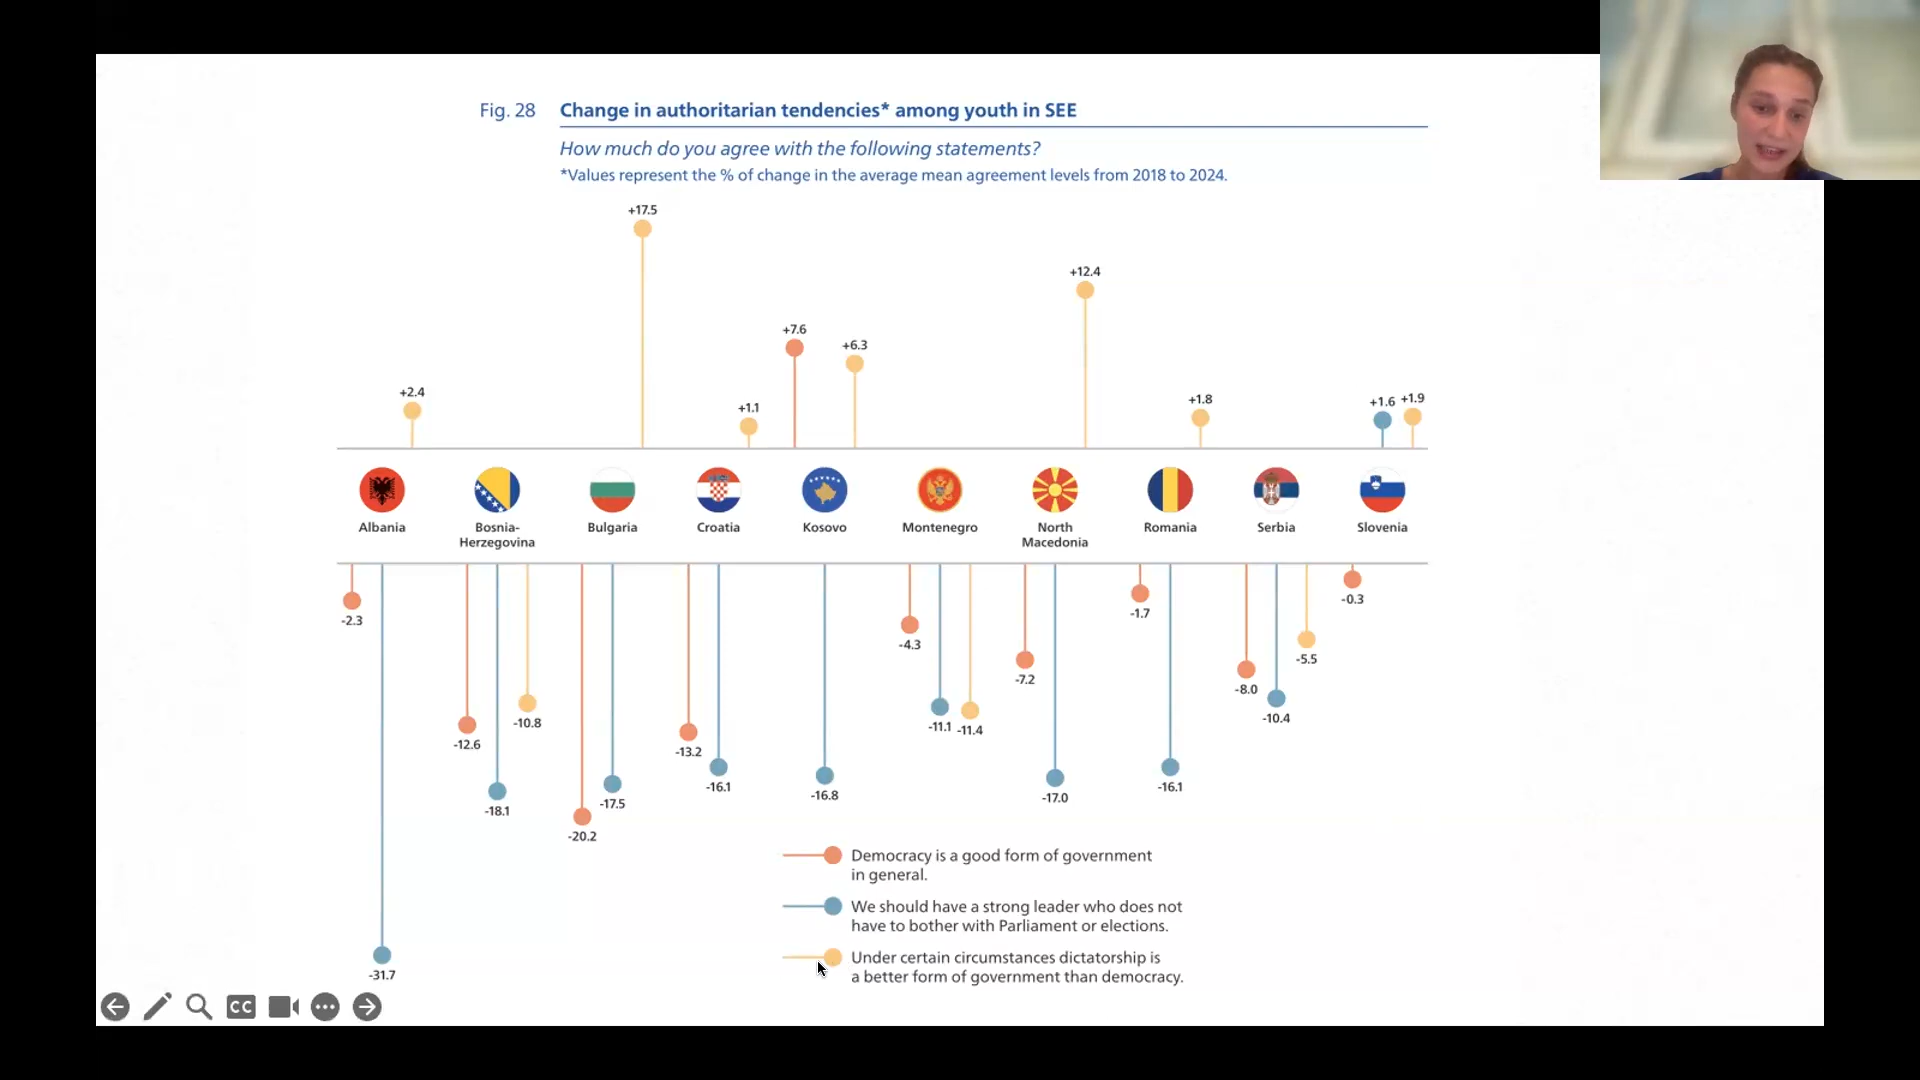 Fig. 28 Change in authoritarian tendencies* among youth in SEE
How much do you agree with the following statements?
*Values represent the % of change in the average mean agreement levels from 2018 to 2024.
+17.5
+12.4
+7.6
+6.3
+2.4
+1.1
+1.8
+1.6 +1.9
Albania
Bosnia-
Herzegovina
Bulgaria
Croatia
Kosovo
Montenegro
North
Macedonia
Romania
Serbia
Slovenia
-2.3
-31.7
-12.6
-18.1
-10.8
-20.2
-17.5
-13.2
-16.1
-16.8
-4.3
-11.1
-11.4
-7.2
-17.0
-1.7
-16.1
-8.0
-10.4
-5.5
-0.3
Democracy is a good form of government
in general.
We should have a strong leader who does not
have to bother with Parliament or elections.
Under certain circumstances dictatorship is
a better form of government than democracy.
CC